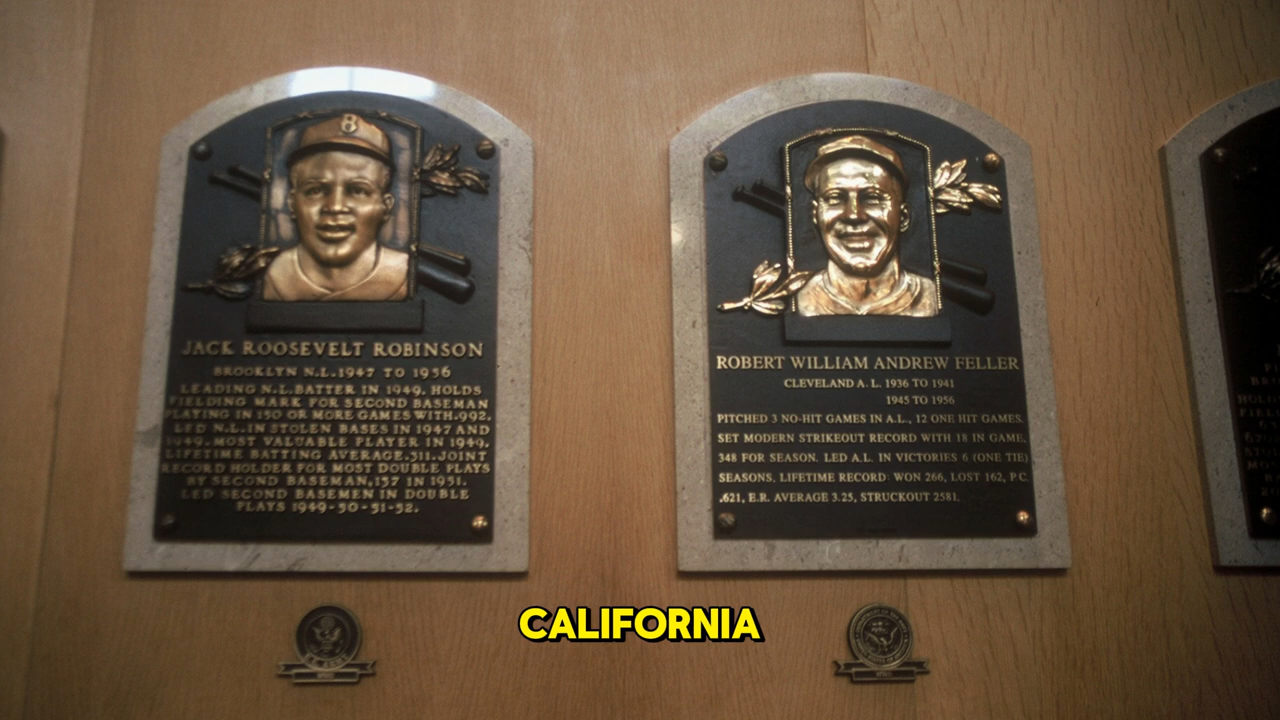 B
JACK ROOSEVELT ROBINSON
BROOKLYN N.L. 1947 TO 1956
LEADING N.L. BATTER IN 1949. HOLDS
FIELDING MARK FOR SECOND BASEMAN
PLAYING IN 150 OR MORE GAMES WITH .992.
LED N.L. IN STOLEN BASES IN 1947 AND
1949. MOST VALUABLE PLAYER IN 1949.
LIFETIME BATTING AVERAGE .311. JOINT
RECORD HOLDER FOR MOST DOUBLE PLAYS
BY SECOND BASEMAN, 137 IN 1951.
LED SECOND BASEMEN IN DOUBLE
PLAYS 1949-50-51-52.
ROBERT WILLIAM ANDREW FELLER
CLEVELAND A. L. 1936 TO 1941
1945 TO 1956
PITCHED 3 NO-HIT GAMES IN A.L., 12 ONE HIT GAMES.
SET MODERN STRIKEOUT RECORD WITH 18 IN GAME,
348 FOR SEASON. LED A.L. IN VICTORIES 6 (ONE TIE)
SEASONS. LIFETIME RECORD: WON 266, LOST 162, P.C.
.621, E.R. AVERAGE 3.25, STRUCKOUT 2581.
CALIFORNIA
U.S. ARMY